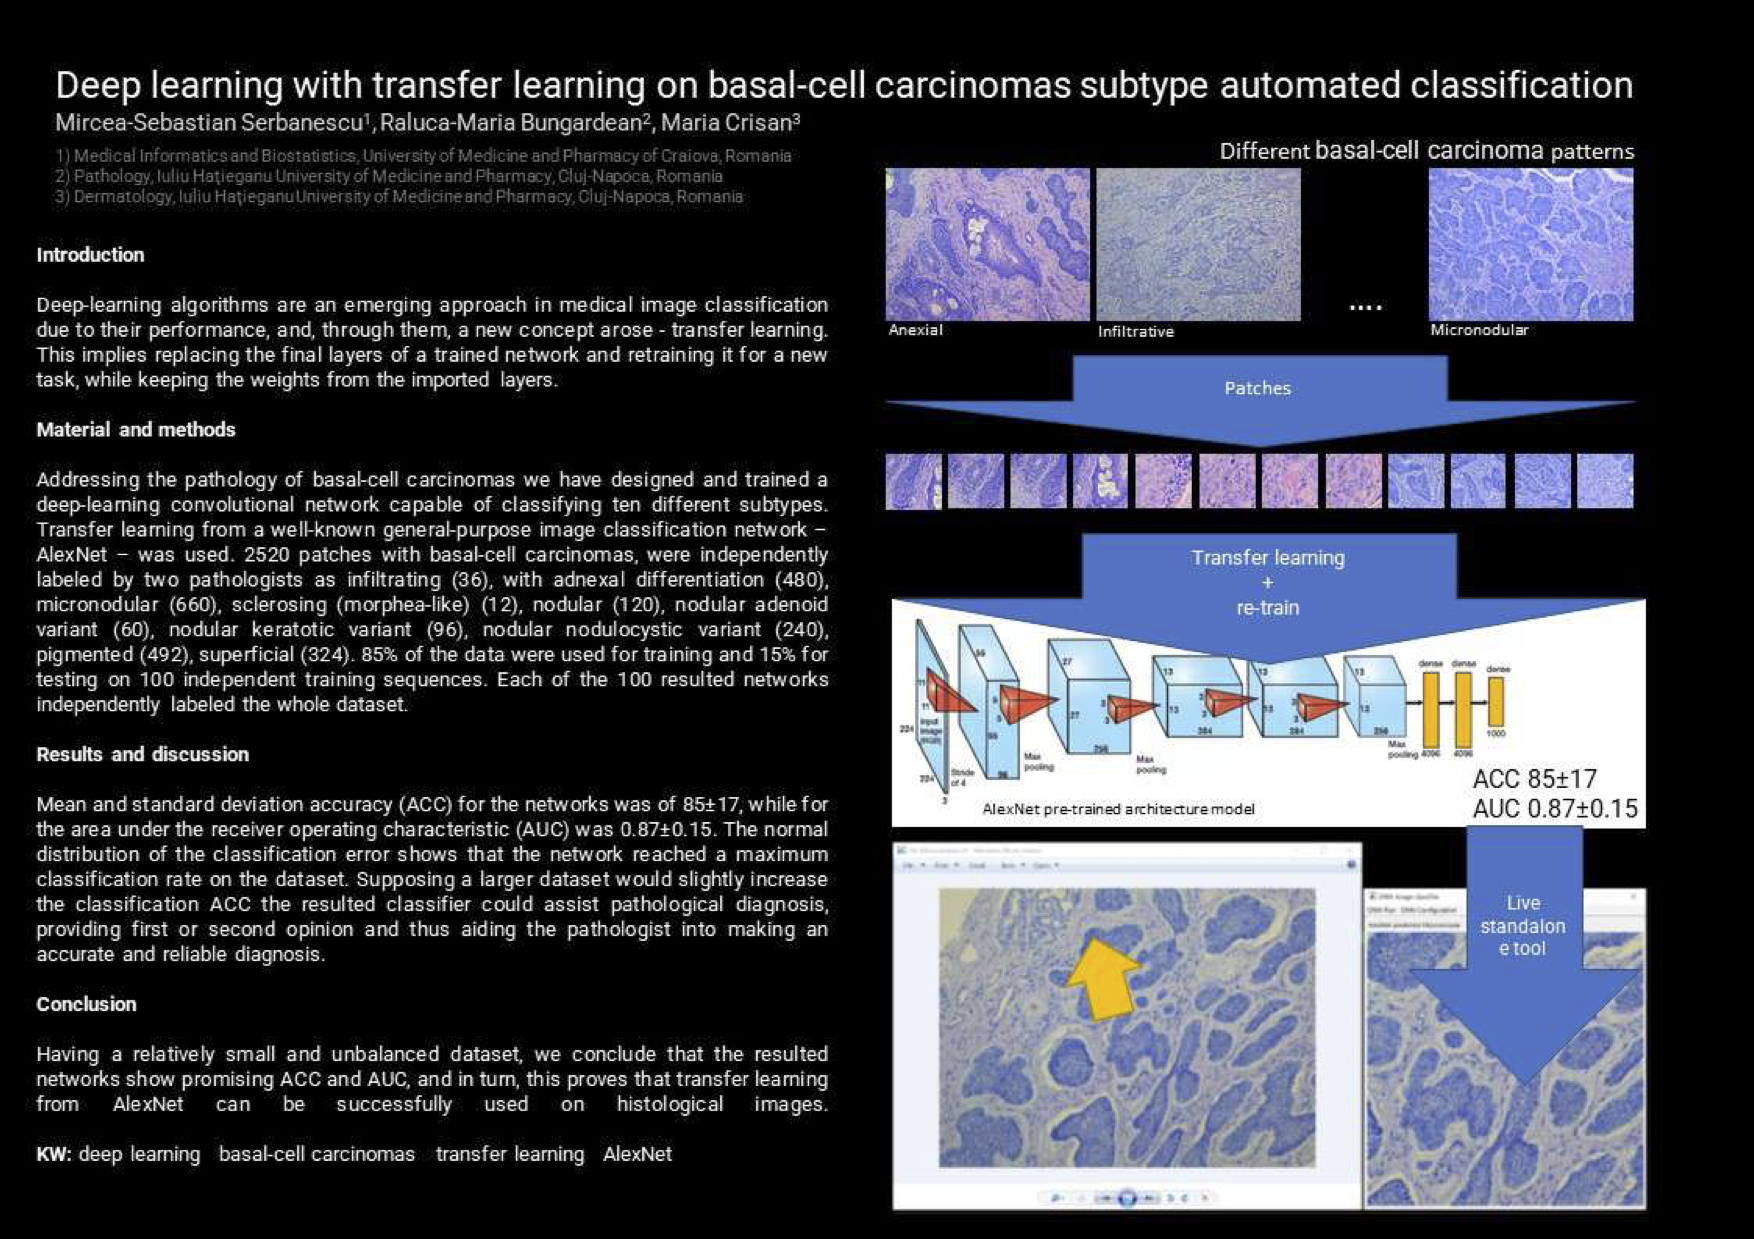 Deep learning with transfer learning on basal-cell carcinomas subtype automated classification
Mircea-Sebastian Serbanescu¹, Raluca-Maria Bungardean², Maria Crisan³
1) Medical Informatics and Biostatistics, University of Medicine and Pharmacy of Craiova, Romania
2) Pathology, Iuliu Haţieganu University of Medicine and Pharmacy, Cluj-Napoca, Romania
3) Dermatology, Iuliu Haţieganu University of Medicine and Pharmacy, Cluj-Napoca, Romania
Introduction
Deep-learning algorithms are an emerging approach in medical image classification
due to their performance, and, through them, a new concept arose - transfer learning.
This implies replacing the final layers of a trained network and retraining it for a new
task, while keeping the weights from the imported layers.
Material and methods
Addressing the pathology of basal-cell carcinomas we have designed and trained a
deep-learning convolutional network capable of classifying ten different subtypes.
Transfer learning from a well-known general-purpose image classification network –
AlexNet – was used. 2520 patches with basal-cell carcinomas, were independently
labeled by two pathologists as infiltrating (36), with adnexal differentiation (480),
micronodular (660), sclerosing (morphea-like) (12), nodular (120), nodular adenoid
variant (60), nodular keratotic variant (96), nodular nodulocystic variant (240),
pigmented (492), superficial (324). 85% of the data were used for training and 15% for
testing on 100 independent training sequences. Each of the 100 resulted networks
independently labeled the whole dataset.
Results and discussion
Mean and standard deviation accuracy (ACC) for the networks was of 85±17, while for
the area under the receiver operating characteristic (AUC) was 0.87±0.15. The normal
distribution of the classification error shows that the network reached a maximum
classification rate on the dataset. Supposing a larger dataset would slightly increase
the classification ACC the resulted classifier could assist pathological diagnosis,
providing first or second opinion and thus aiding the pathologist into making an
accurate and reliable diagnosis.
Conclusion
Having a relatively small and unbalanced dataset, we conclude that the resulted
networks show promising ACC and AUC, and in turn, this proves that transfer learning
from AlexNet can be successfully used on histological images.
KW: deep learning basal-cell carcinomas transfer learning AlexNet
Different basal-cell carcinoma patterns
....
Anexial
Infiltrative
Micronodular
Patches
Transfer learning
+
re-train
55
27
13
13
13
dense
dense
dense
11
11
5
5
3
3
3
3
3
3
27
13
13
13
224
Input
image
(RGB)
55
256
384
384
256
1000
Max
pooling
4096
4096
224
Stride
of 4
96
Max
pooling
Max
pooling
3
AlexNet pre-trained architecture model
ACC 85±17
AUC 0.87±0.15
Live
standalon
e tool